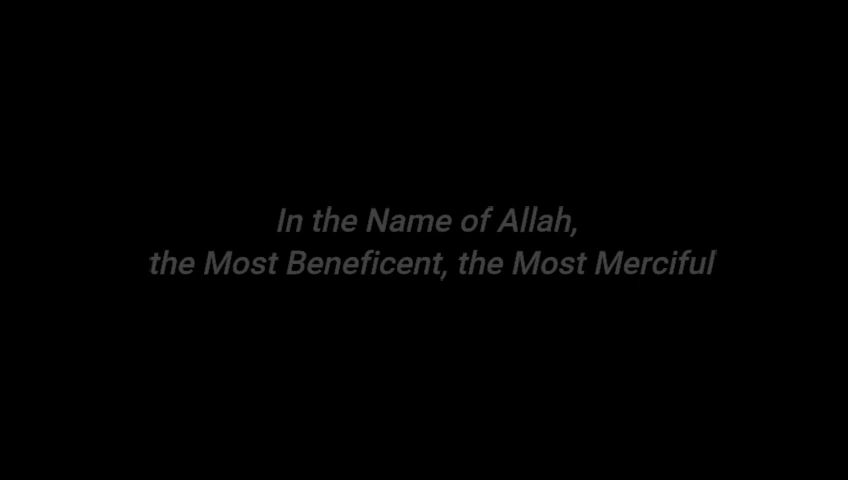 In the Name of Allah,
the Most Beneficent, the Most Merciful